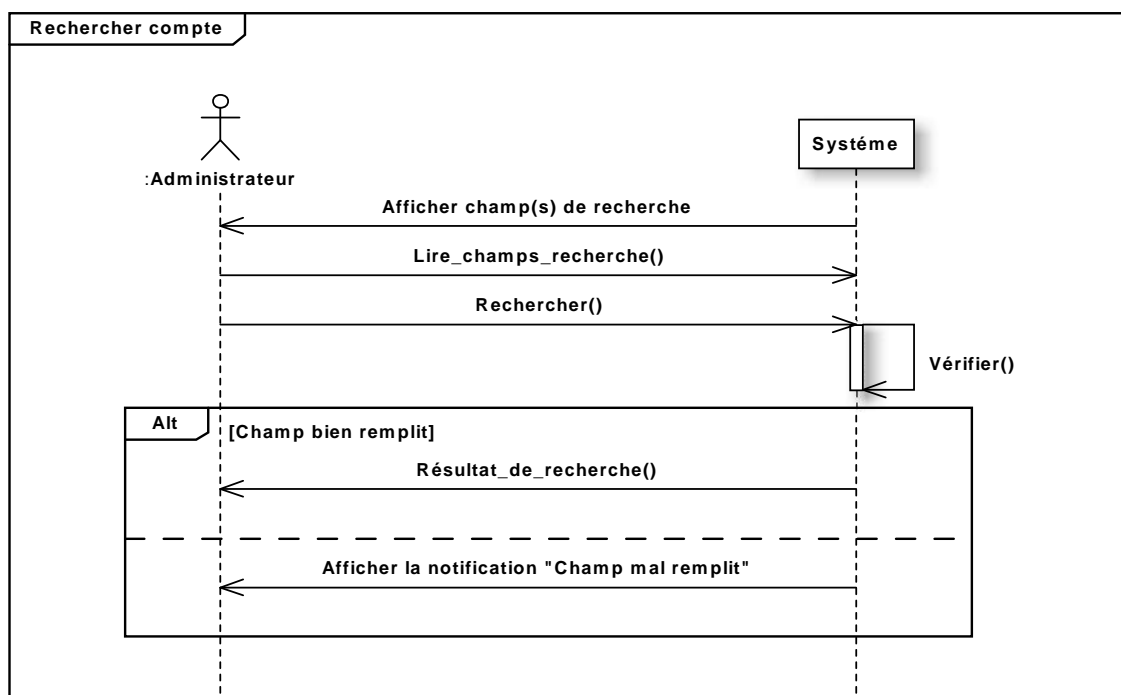 Rechercher compte
Systéme
:Administrateur
Afficher champ(s) de recherche
Lire_champs_recherche()
Rechercher()
Vérifier()
Alt
[Champ bien remplit]
Résultat_de_recherche()
Afficher la notification "Champ mal remplit"